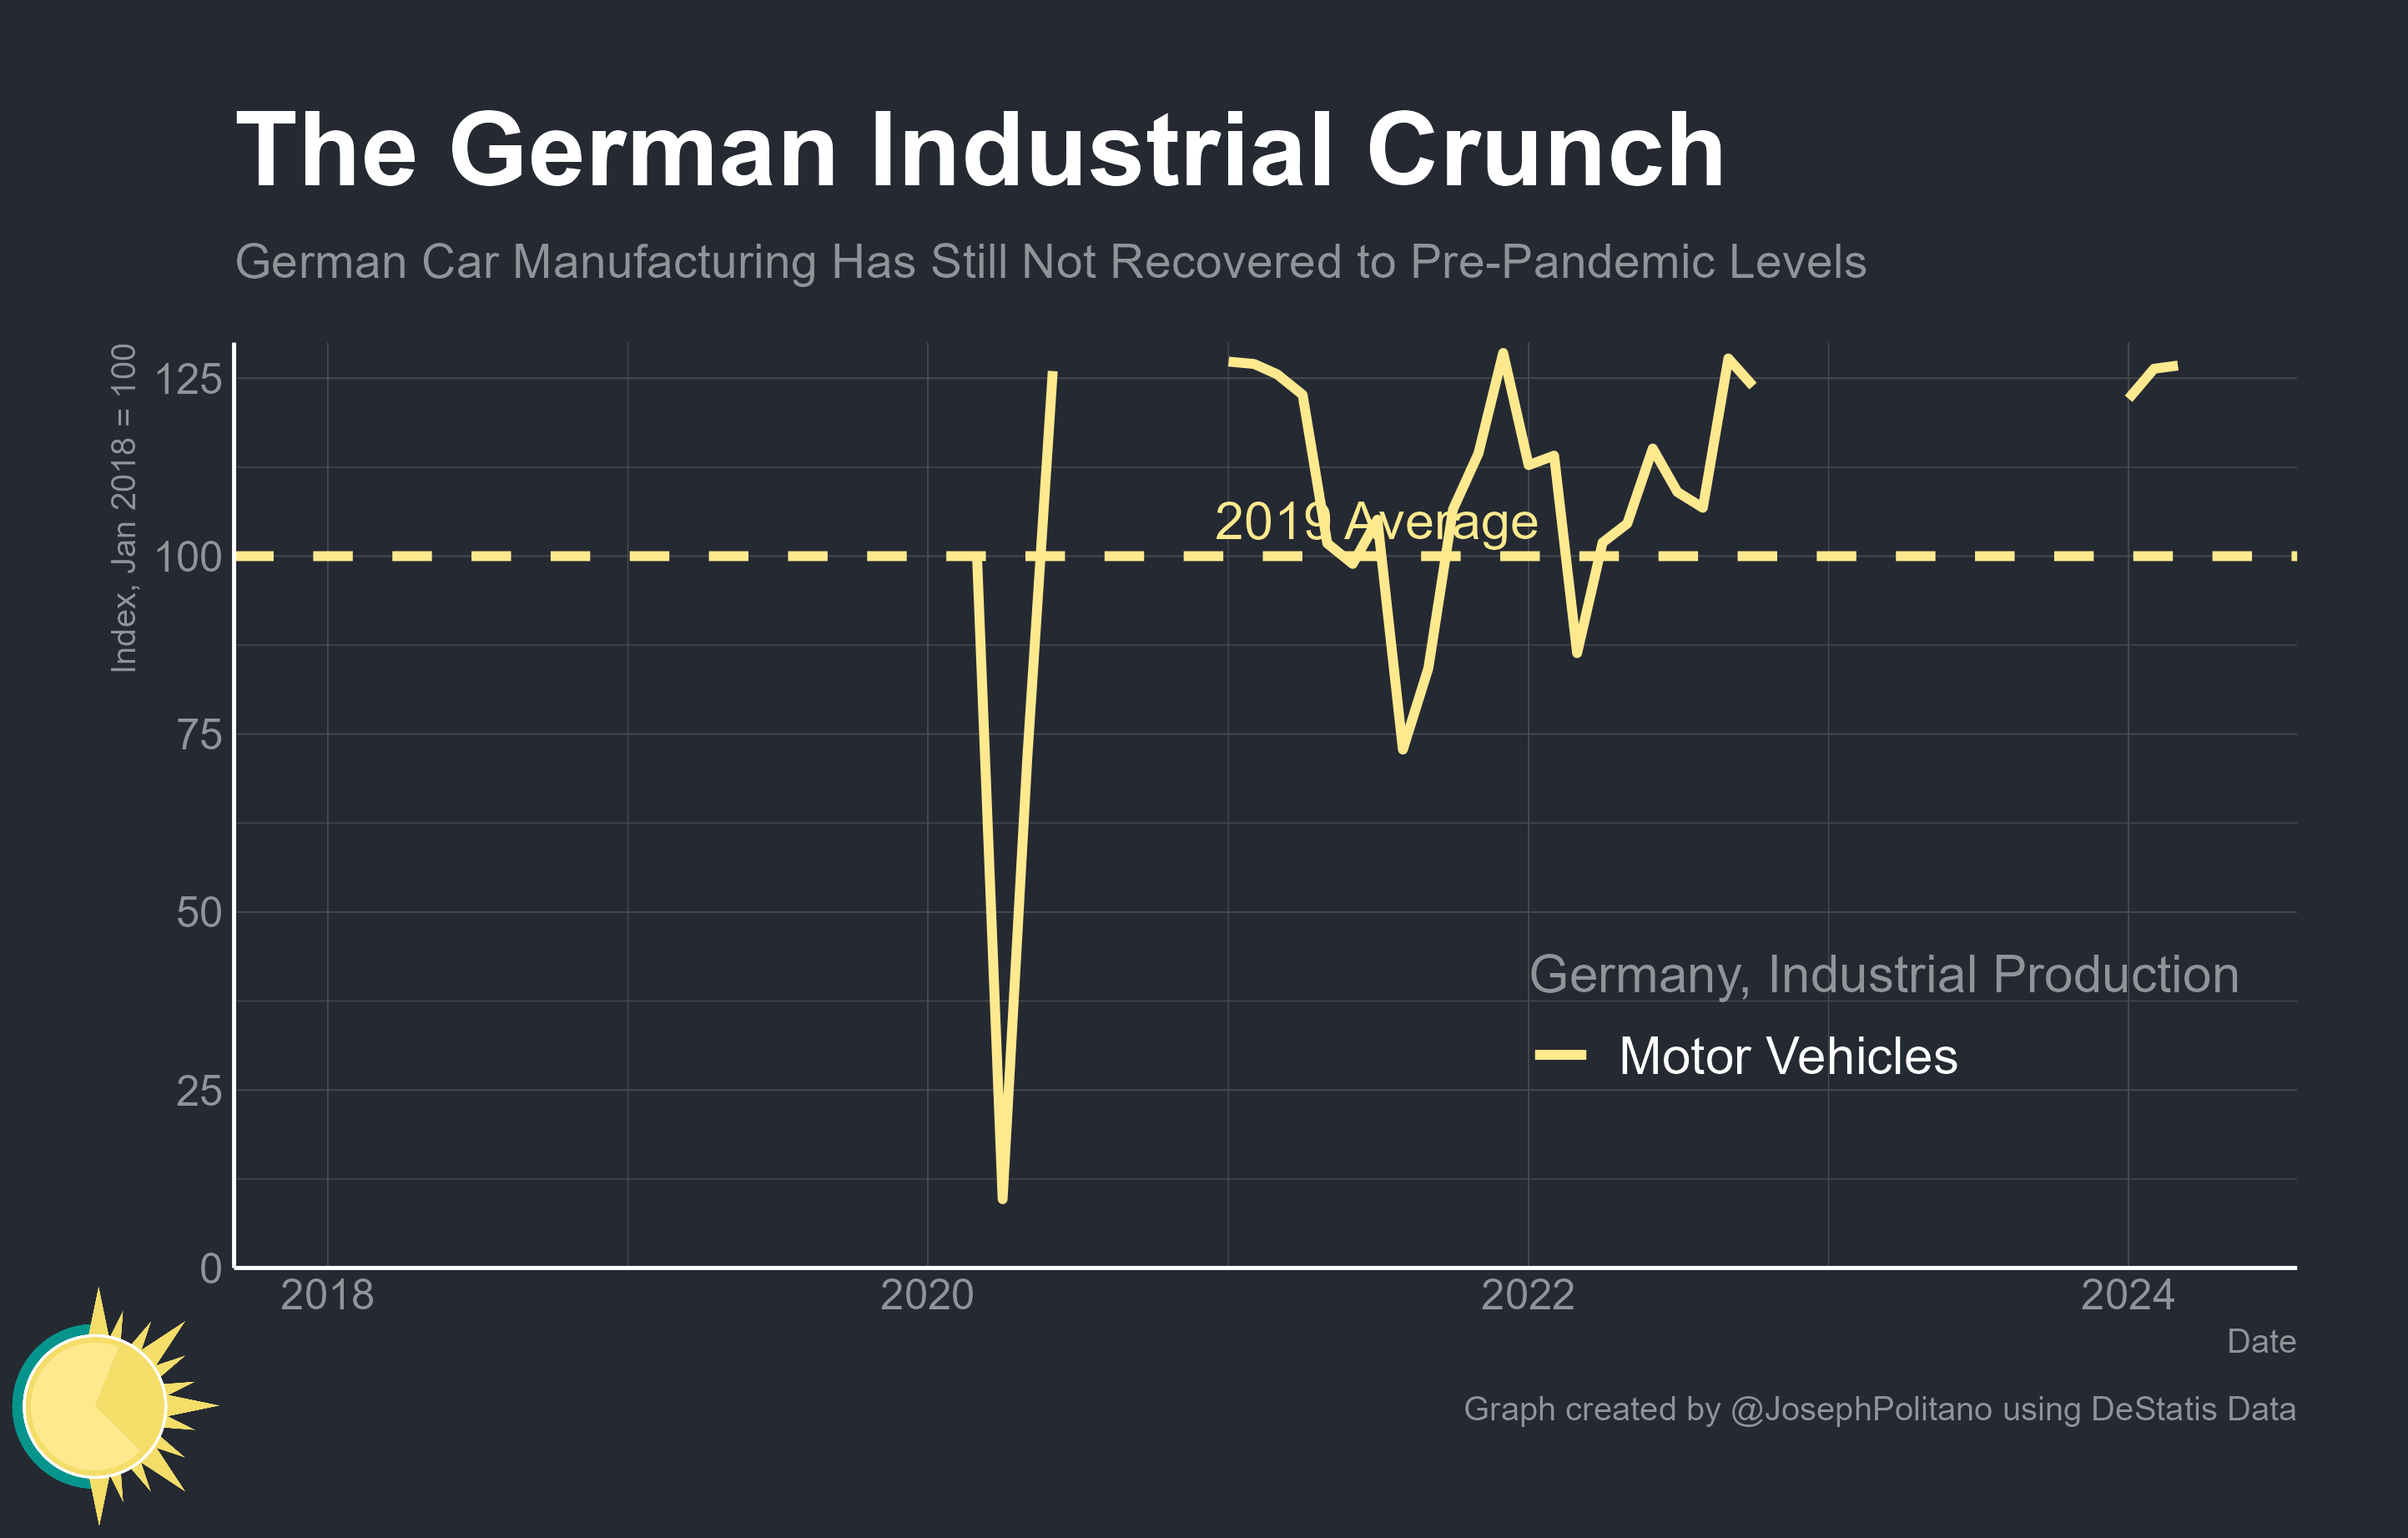 The German Industrial Crunch
German Car Manufacturing Has Still Not Recovered to Pre-Pandemic Levels
Index, Jan 2018 = 100
125
100
75
50
25
0
2019 Average
Germany, Industrial Production
Motor Vehicles
2018
2020
2022
2024
Date
Graph created by @JosephPolitano using DeStatis Data